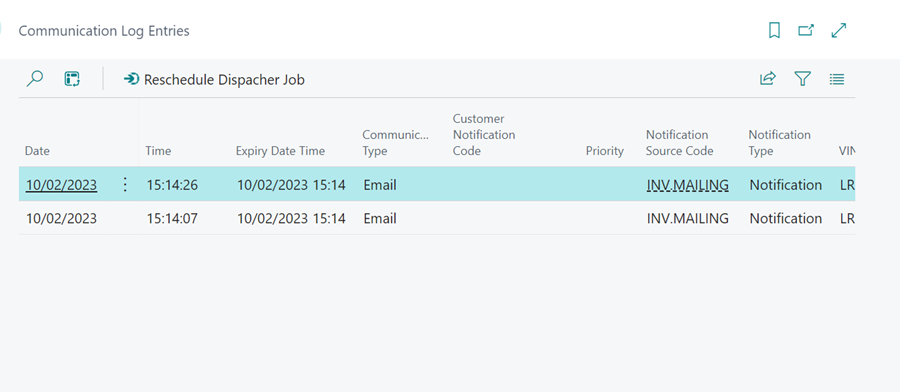 Communication Log Entries
Reschedule Dispacher Job
Customer
Communic... Notification Notification Notification
Date Time Expiry Date Time Type Code Priority Source Code Type VIN
10/02/2023 15:14:26 10/02/2023 15:14 Email INV.MAILING Notification LR
10/02/2023 15:14:07 10/02/2023 15:14 Email INV.MAILING Notification LR